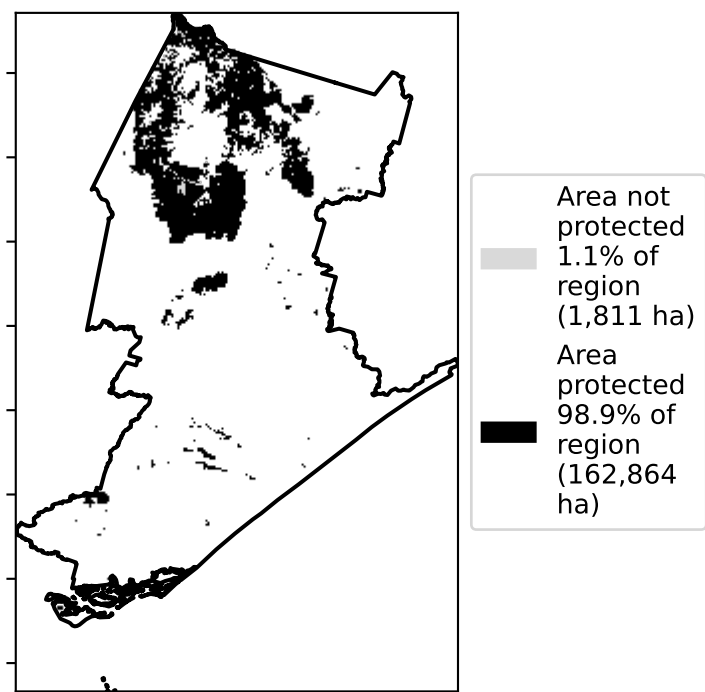 Area not
protected
1.1% of
region
(1,811 ha)
Area
protected
98.9% of
region
(162,864
ha)